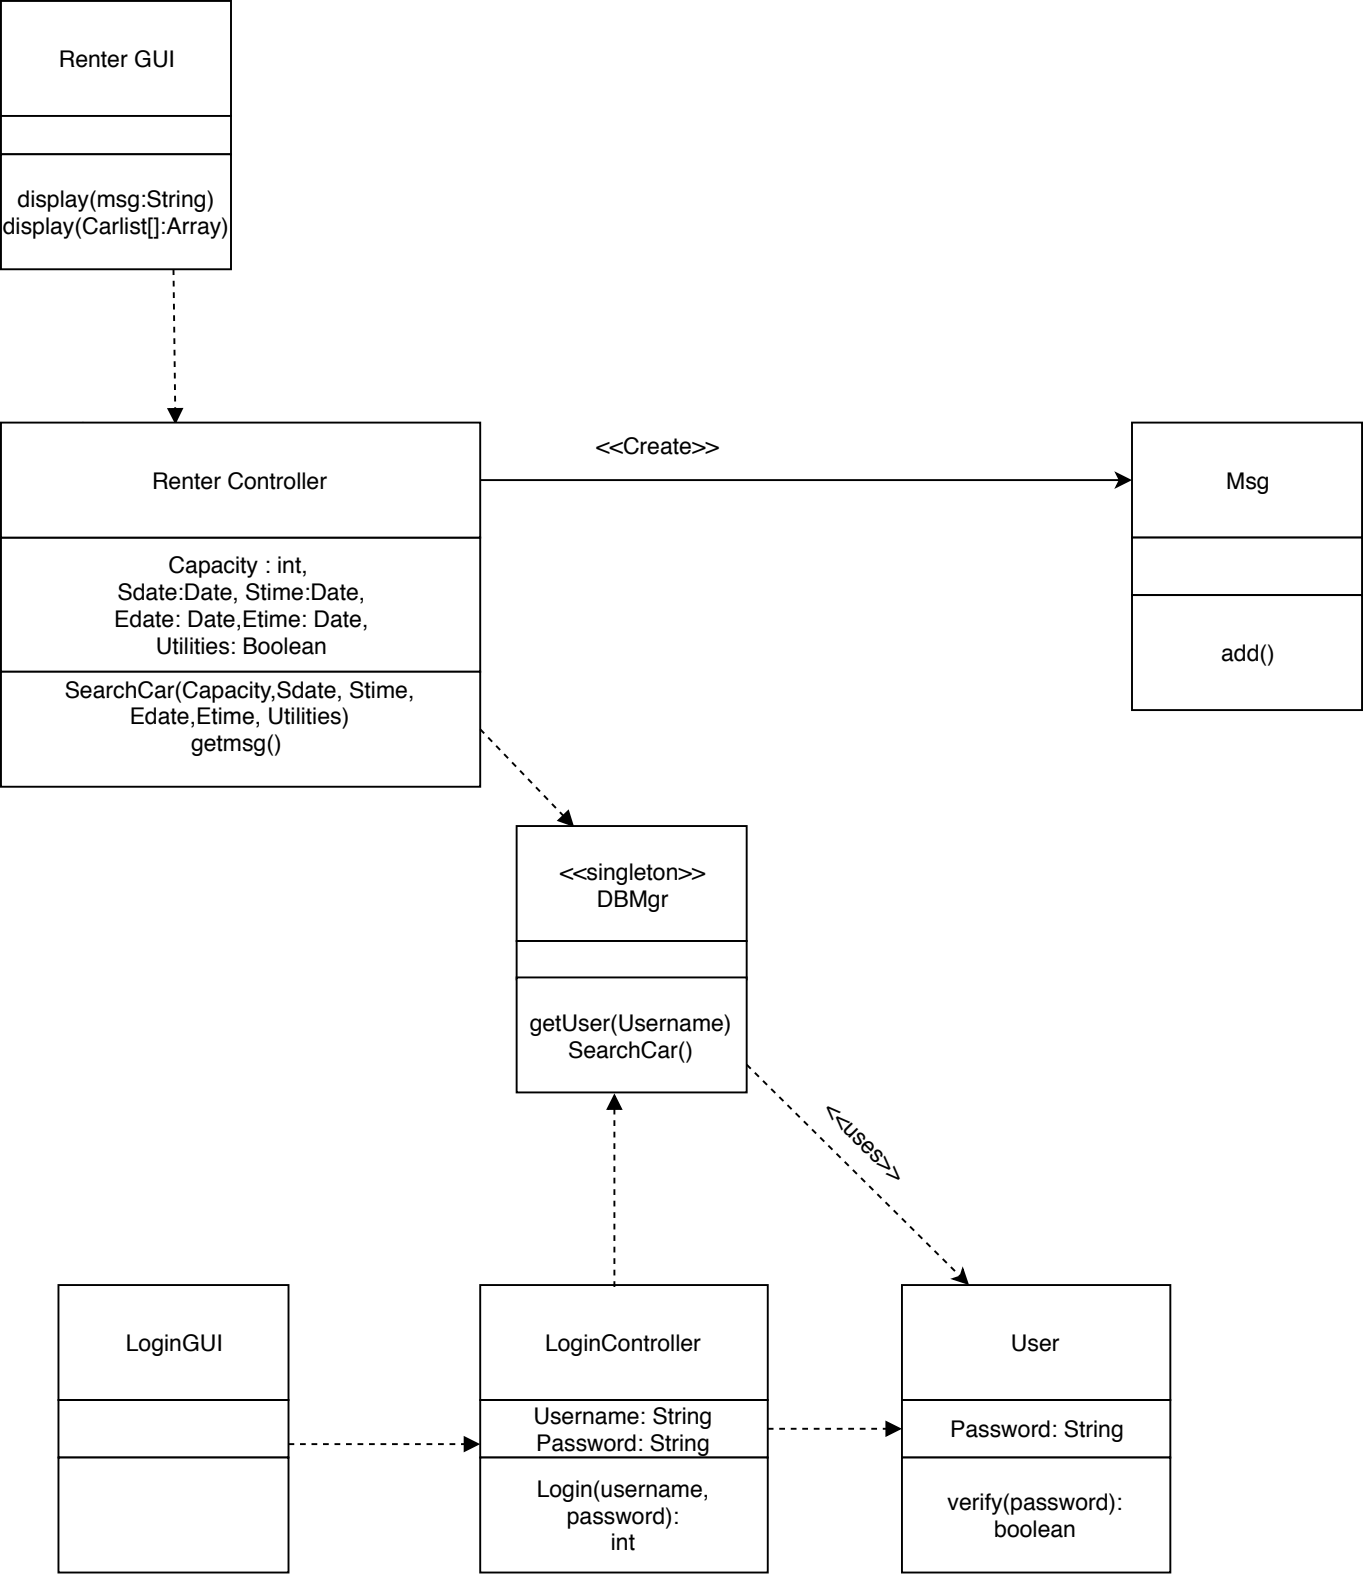 Renter GUI
display(msg:String)
display(Carlist[]:Array)
<<Create>>
Renter Controller
Msg
Capacity : int,
Sdate:Date, Stime:Date,
Edate: Date,Etime: Date,
Utilities: Boolean
add()
SearchCar(Capacity,Sdate, Stime,
Edate,Etime, Utilities)
getmsg()
<<singleton>>
DBMgr
getUser(Username)
SearchCar()
<<uses>>
LoginGUI
LoginController
User
Username: String
Password: String
Password: String
Login(username,
password):
int
verify(password):
boolean